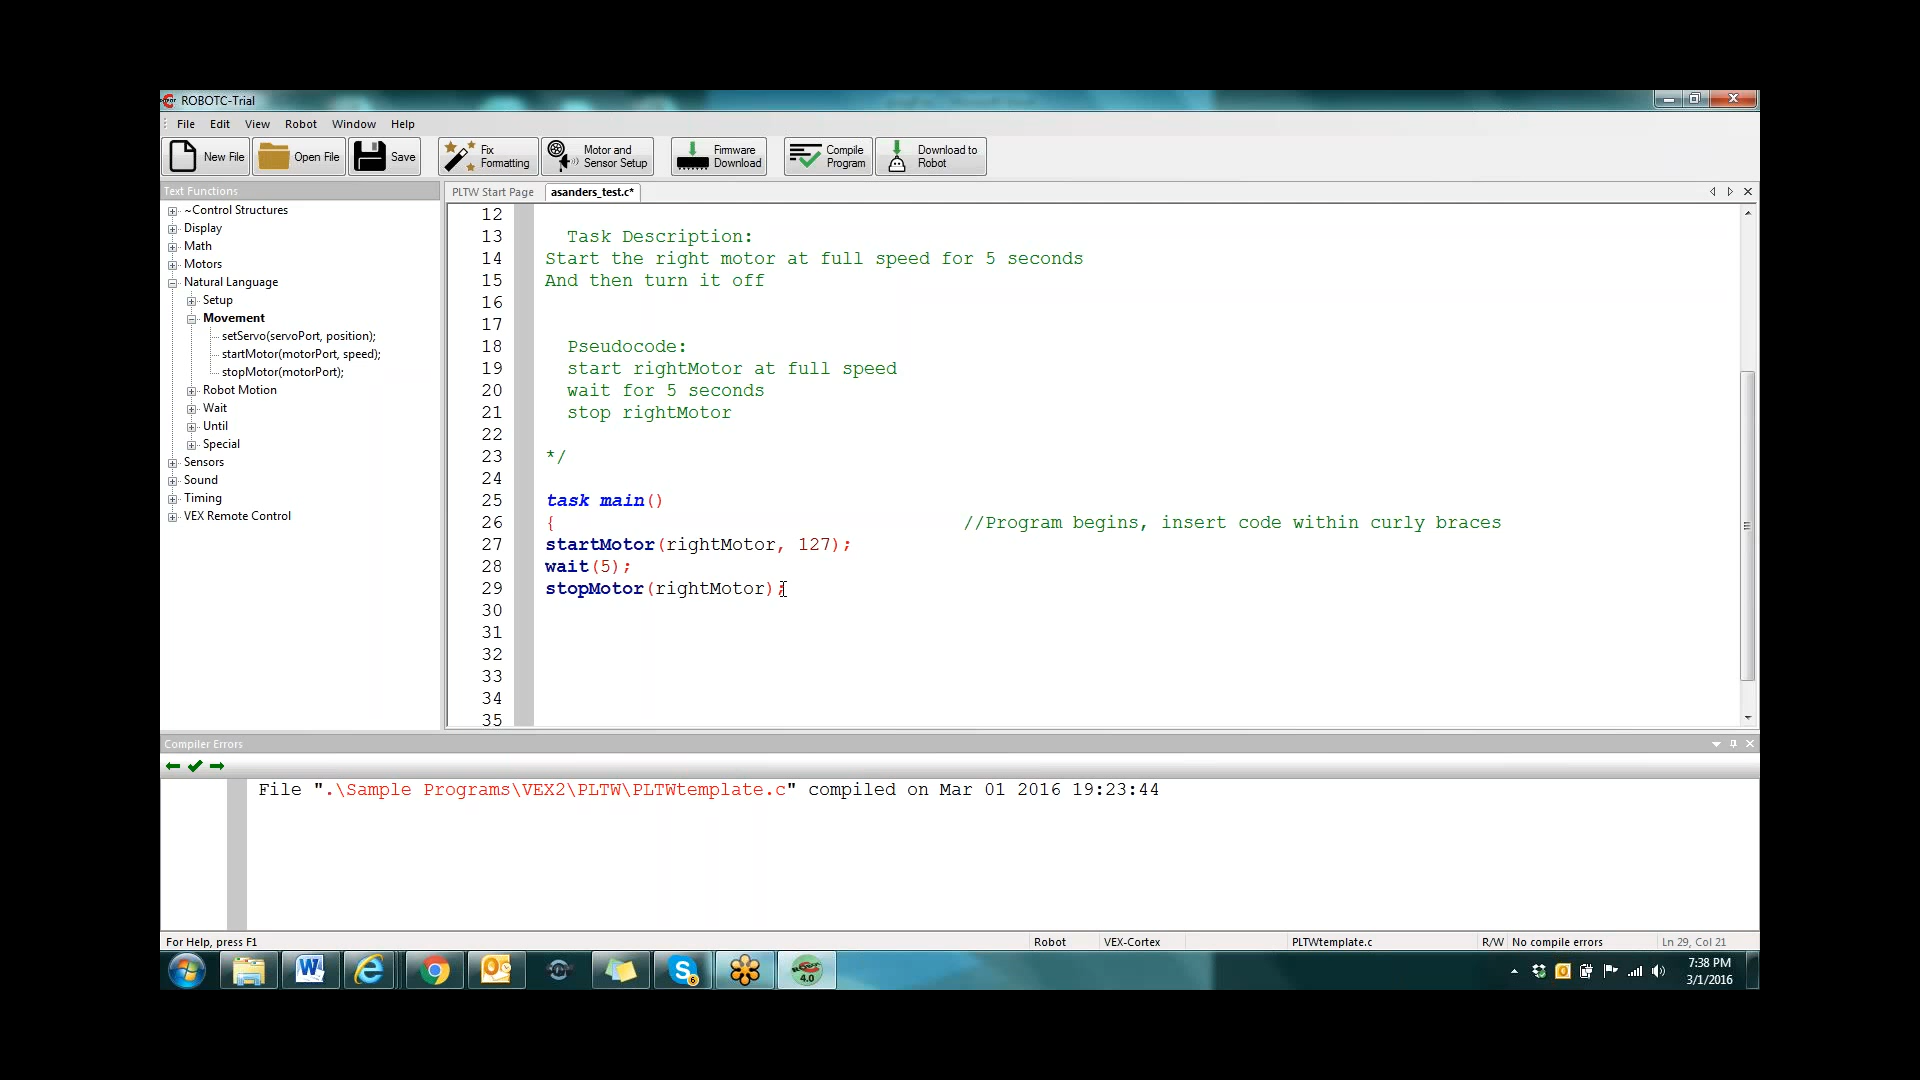 ROBOTC-Trial
File Edit View Robot Window Help
New File Open File Save Fix Formatting Motor and Sensor Setup Firmware Download Compile Program Download to Robot
Text Functions
~Control Structures
Display
Math
Motors
Natural Language
Setup
Movement
setServo(servoPort, position);
startMotor(motorPort, speed);
stopMotor(motorPort);
Robot Motion
Wait
Until
Special
Sensors
Sound
Timing
VEX Remote Control
PLTW Start Page asanders_test.c*
12
13 Task Description:
14 Start the right motor at full speed for 5 seconds
15 And then turn it off
16
17
18 Pseudocode:
19 start rightMotor at full speed
20 wait for 5 seconds
21 stop rightMotor
22
23 */
24
25 task main()
26 { //Program begins, insert code within curly braces
27 startMotor(rightMotor, 127);
28 wait(5);
29 stopMotor(rightMotor);
30
31
32
33
34
35
Compiler Errors
File ".\Sample Programs\VEX2\PLTW\PLTWtemplate.c" compiled on Mar 01 2016 19:23:44
For Help, press F1 Robot VEX-Cortex PLTWtemplate.c R/W No compile errors Ln 29, Col 21
7:38 PM
3/1/2016